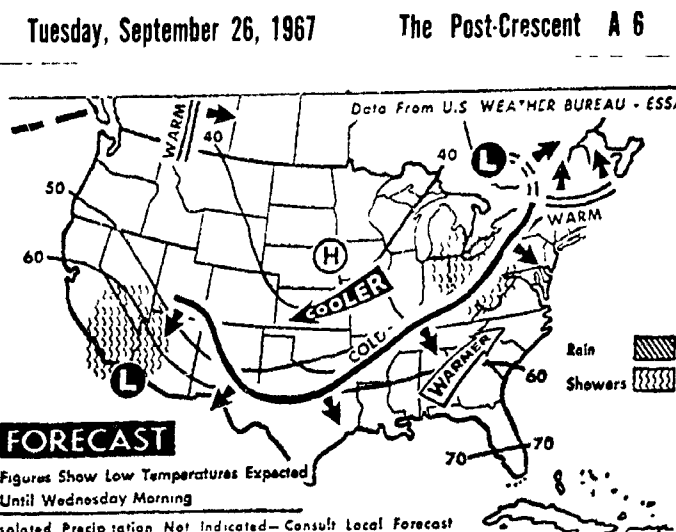 Tuesday, September 26, 1967 The Post-Crescent A 6
Data From U.S. WEATHER BUREAU - ESSA
WARM
40
40
L
50
WARM
60
H
COOLER
COLD
WARMER
Rain
L
60
Showers
FORECAST
70 70
Figures Show Low Temperatures Expected
Until Wednesday Morning
solated Precipitation Not Indicated—Consult Local Forecast